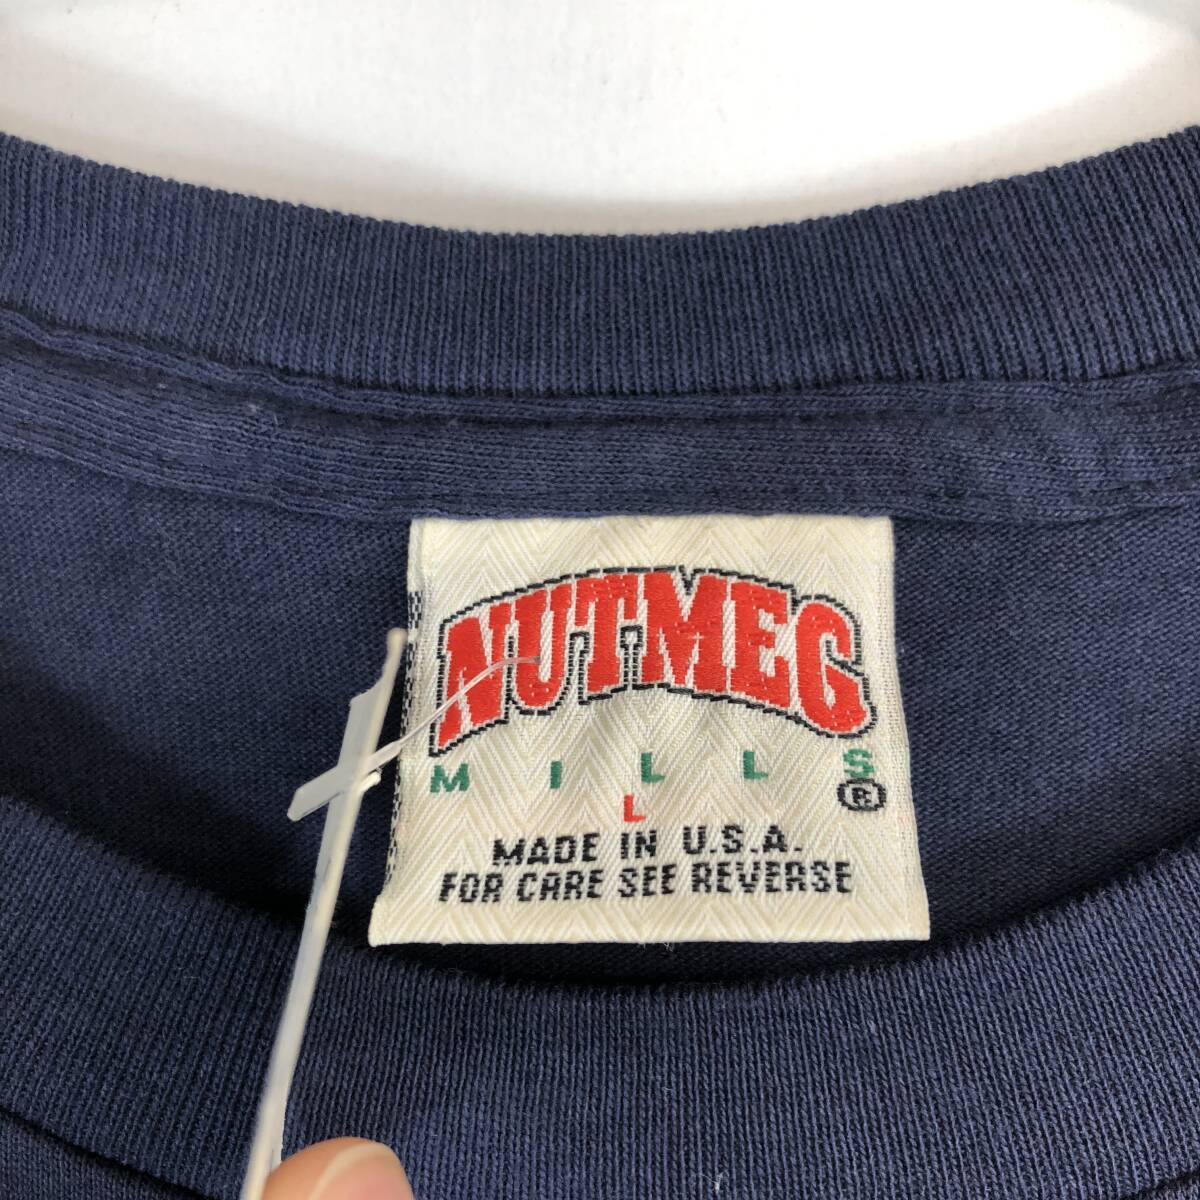 NUTMEG
MILLS ®
L
MADE IN U.S.A.
FOR CARE SEE REVERSE